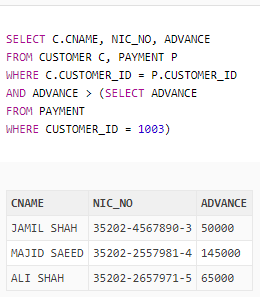 SELECT C.CNAME, NIC_NO, ADVANCE
FROM CUSTOMER C, PAYMENT P
WHERE C.CUSTOMER_ID = P.CUSTOMER_ID
AND ADVANCE > (SELECT ADVANCE
FROM PAYMENT
WHERE CUSTOMER_ID = 1003)
CNAME NIC_NO ADVANCE
JAMIL SHAH 35202-4567890-3 50000
MAJID SAEED 35202-2557981-4 145000
ALI SHAH 35202-2657971-5 65000